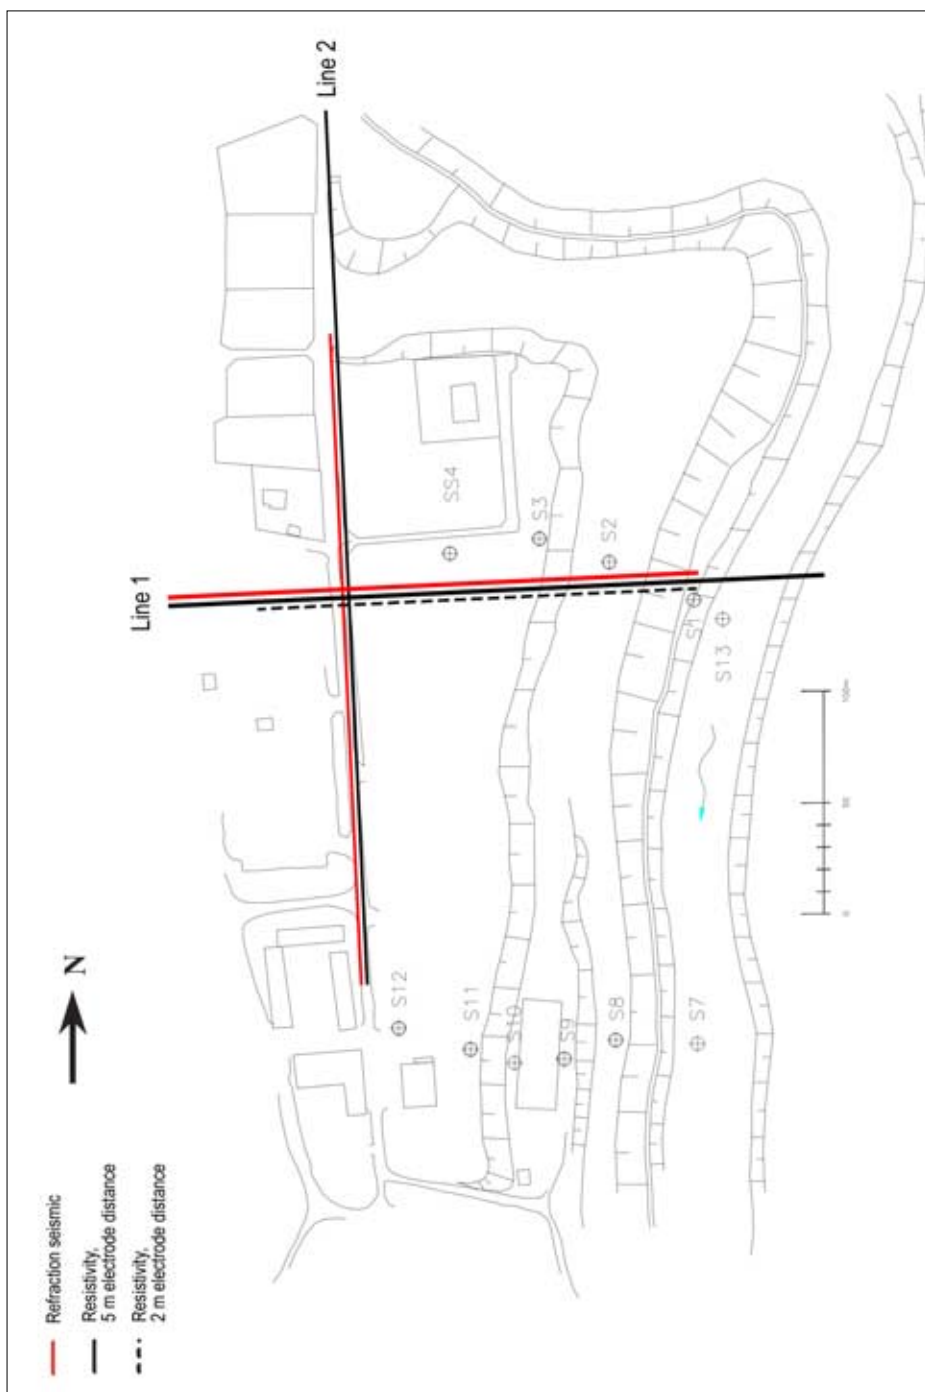 Line 2
Line 1
SS4
S3
S2
S1
S13
100m
50
0
N
S12
S11
S10
S9
S8
S7
Refraction seismic
Resistivity,
5 m electrode distance
Resistivity,
2 m electrode distance